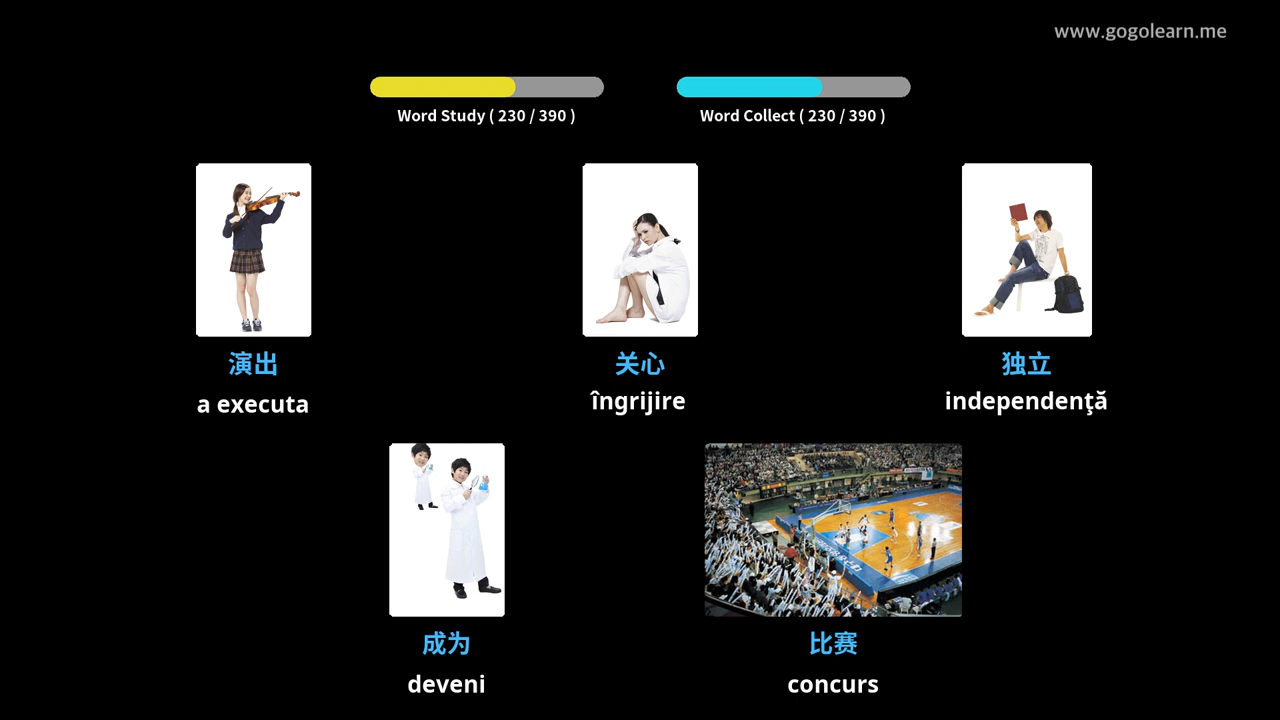 www.gogolearn.me
Word Study ( 230 / 390 )
Word Collect ( 230 / 390 )
演出
关心
独立
a executa
îngrijire
independenţă
成为
比赛
deveni
concurs